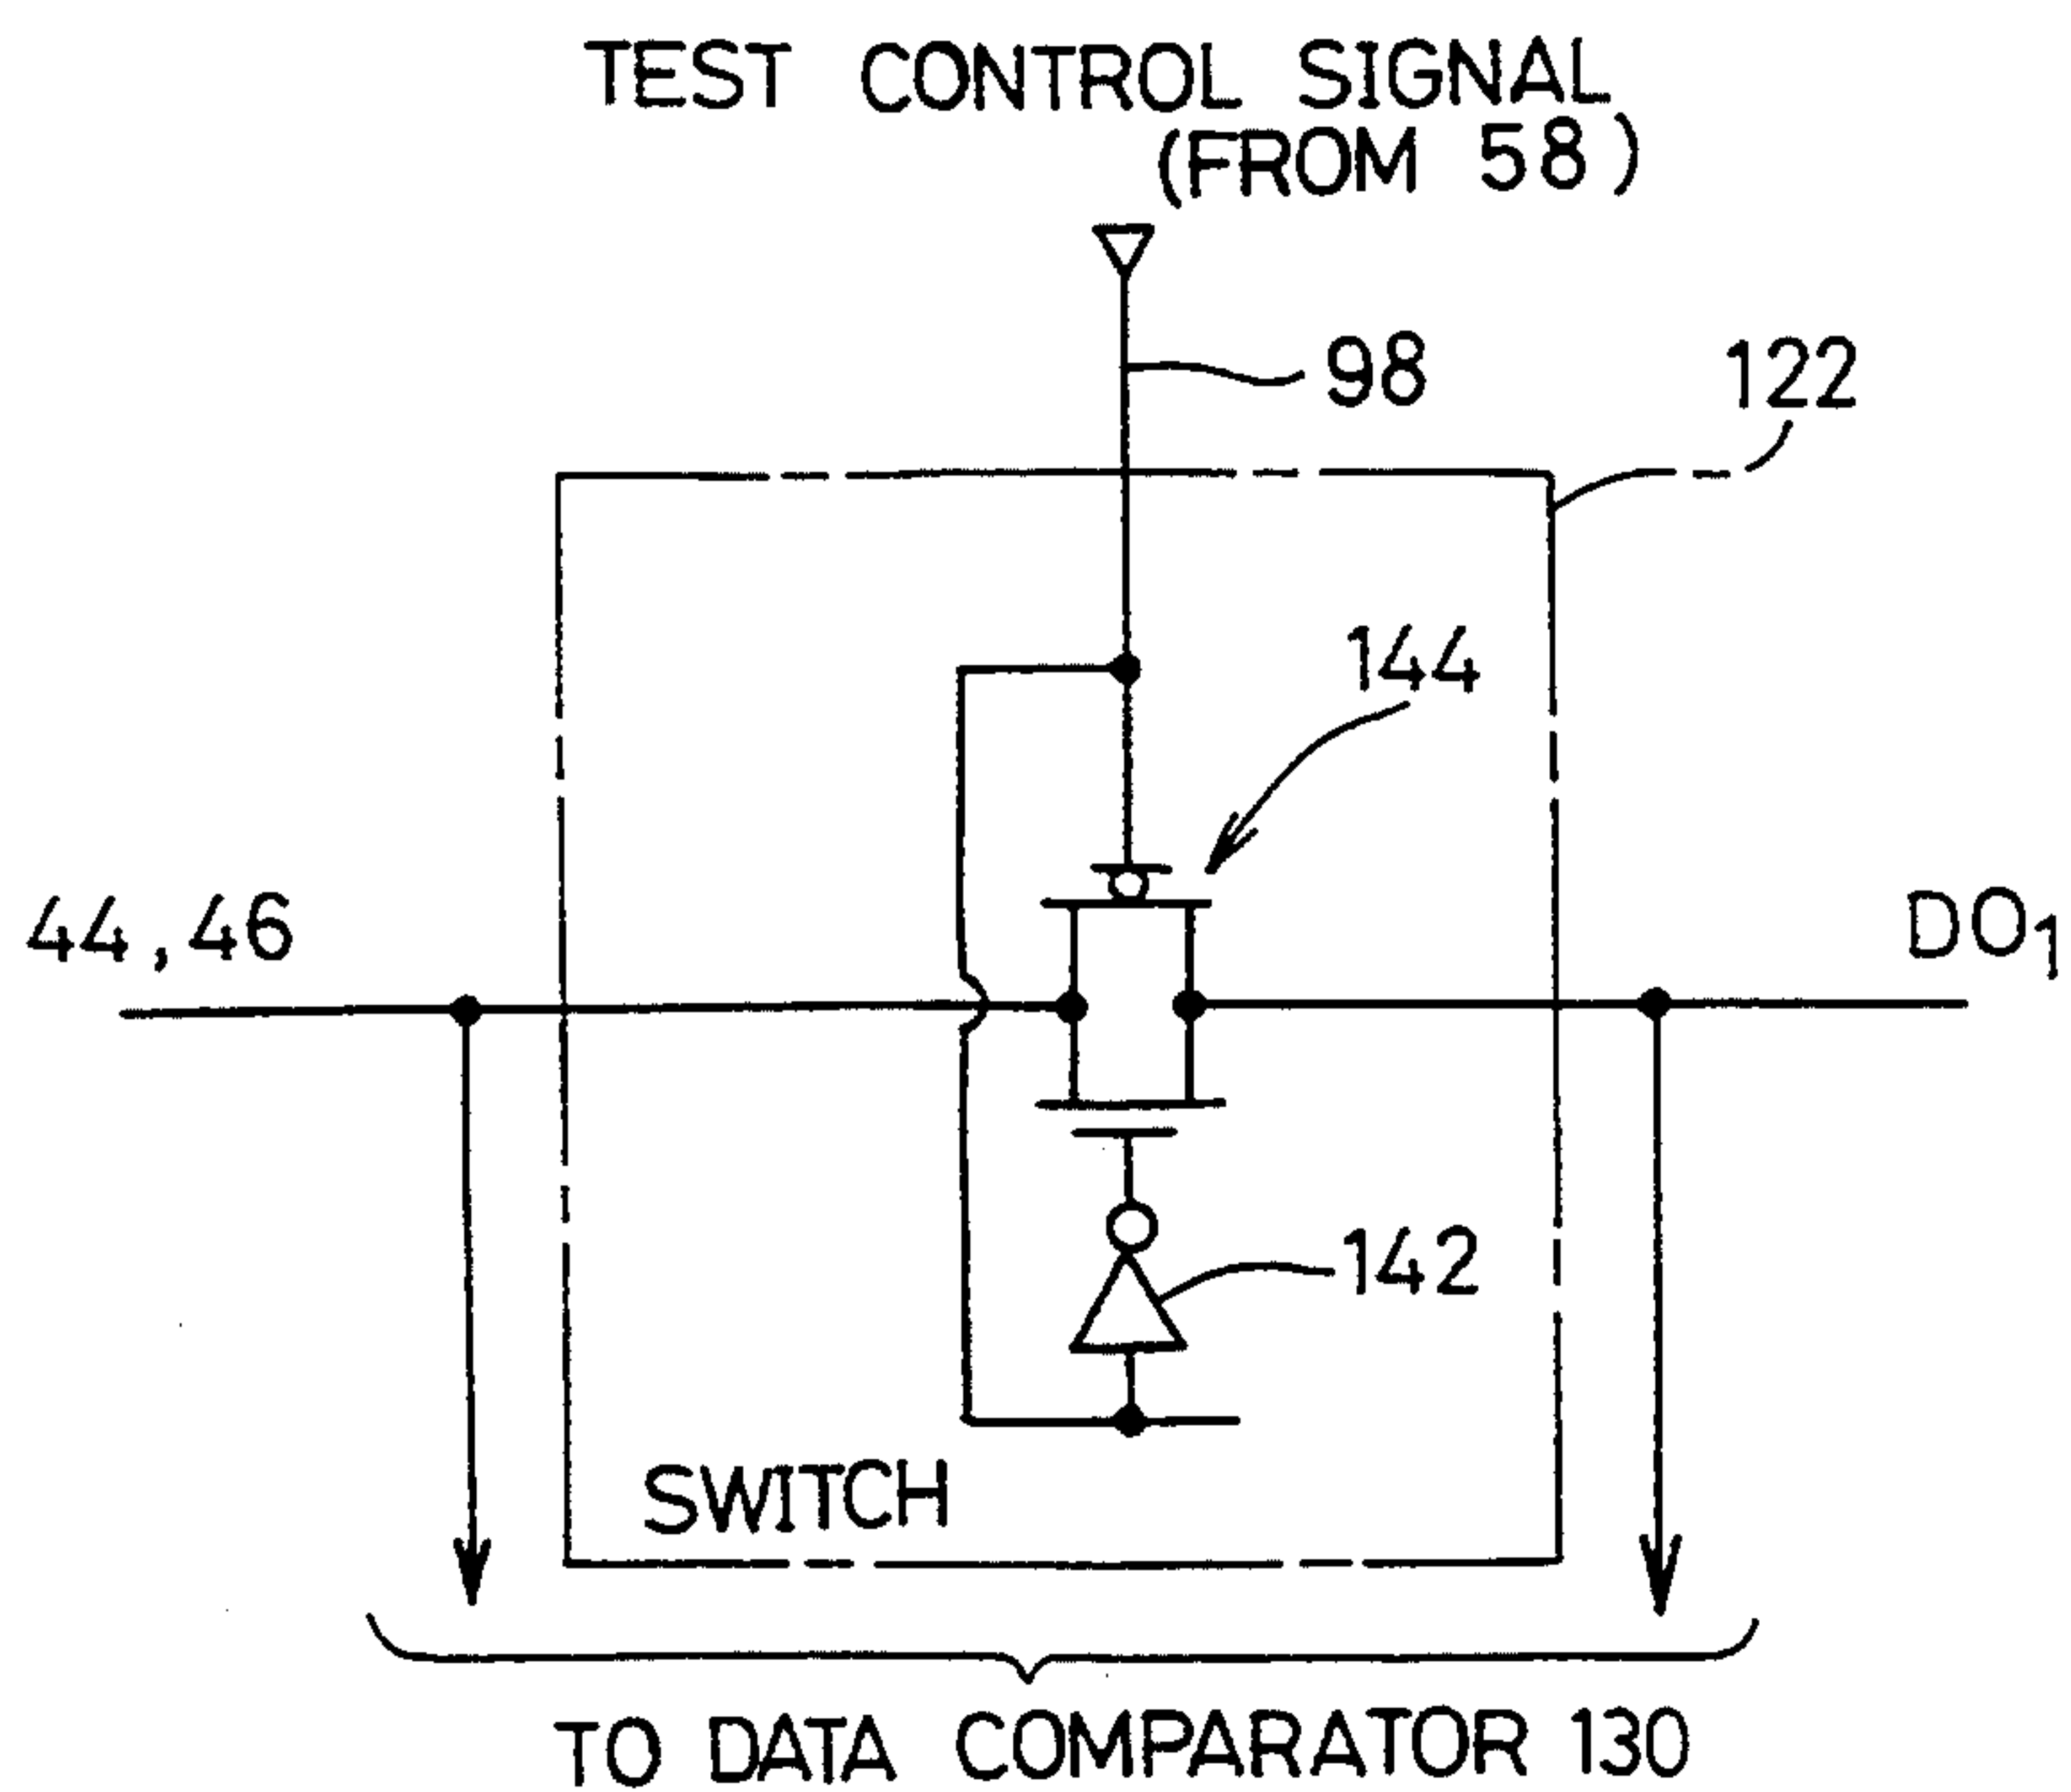 TEST CONTROL SIGNAL
(FROM 58)
98
122
144
44,46
DO1
142
SWITCH
TO DATA COMPARATOR 130